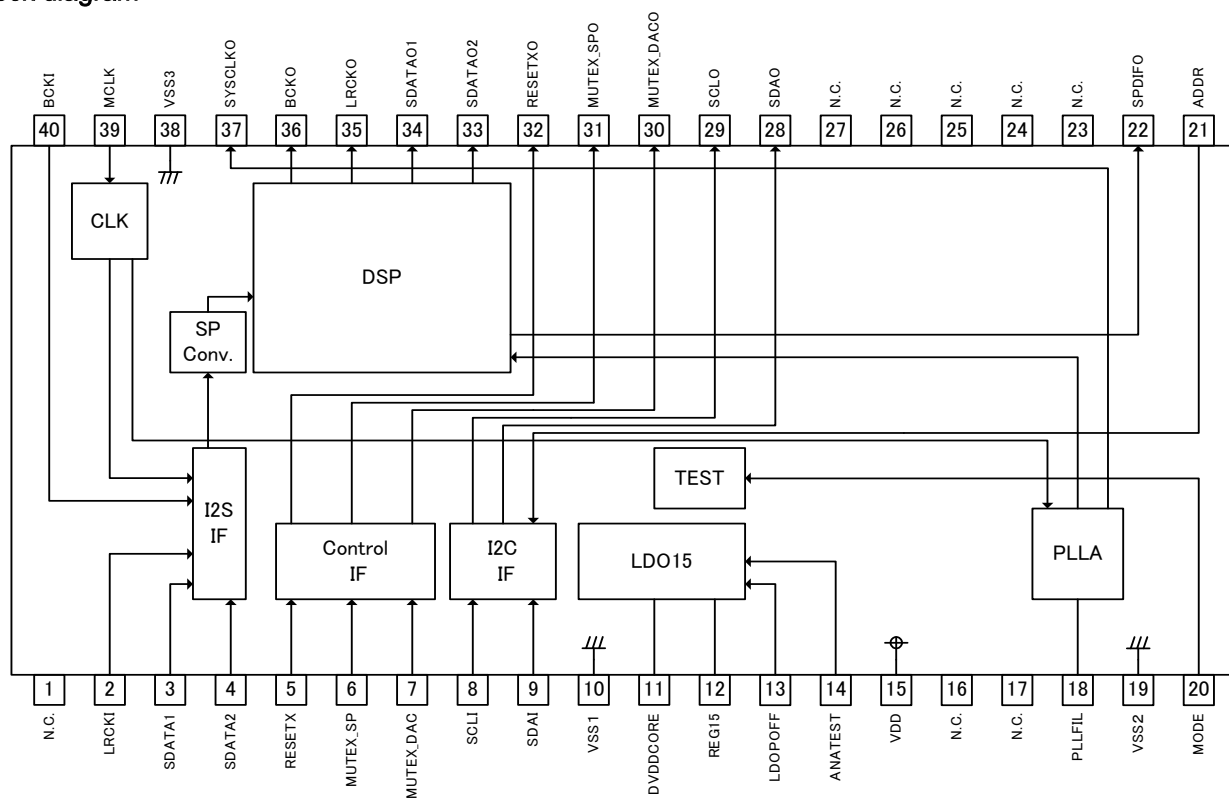 BCKI
MCLK
VSS3
SYSCLKO
BCKO
LRCKO
SDATAO1
SDATAO2
RESETXO
MUTEX_SPO
MUTEX_DACO
SCLO
SDAO
N.C.
N.C.
N.C.
N.C.
N.C.
SPDIFO
ADDR
40
39
38
37
36
35
34
33
32
31
30
29
28
27
26
25
24
23
22
21
CLK
DSP
SP
Conv.
I2S
IF
Control
IF
I2C
IF
TEST
LDO15
PLLA
1
2
3
4
5
6
7
8
9
10
11
12
13
14
15
16
17
18
19
20
N.C.
LRCKI
SDATA1
SDATA2
RESETX
MUTEX_SP
MUTEX_DAC
SCLI
SDAI
VSS1
DVDDCORE
REG15
LDOPOFF
ANATEST
VDD
N.C.
N.C.
PLLFIL
VSS2
MODE